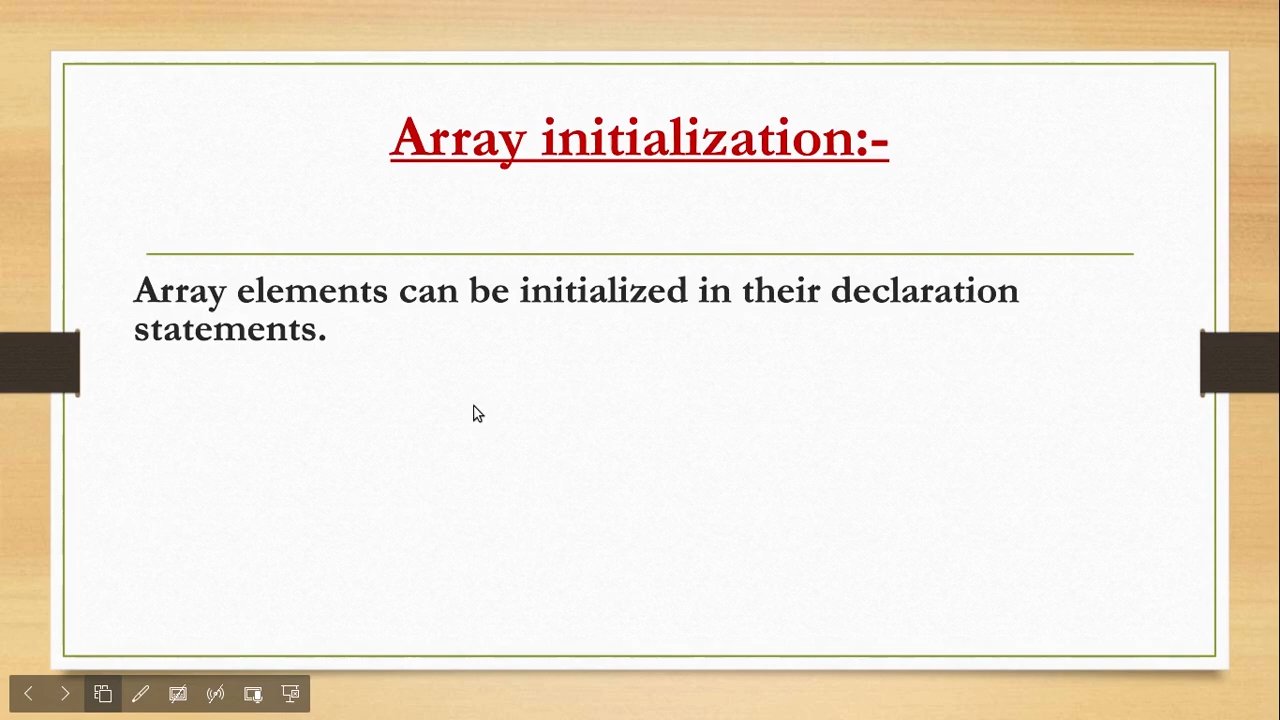 Array initialization:-
Array elements can be initialized in their declaration
statements.